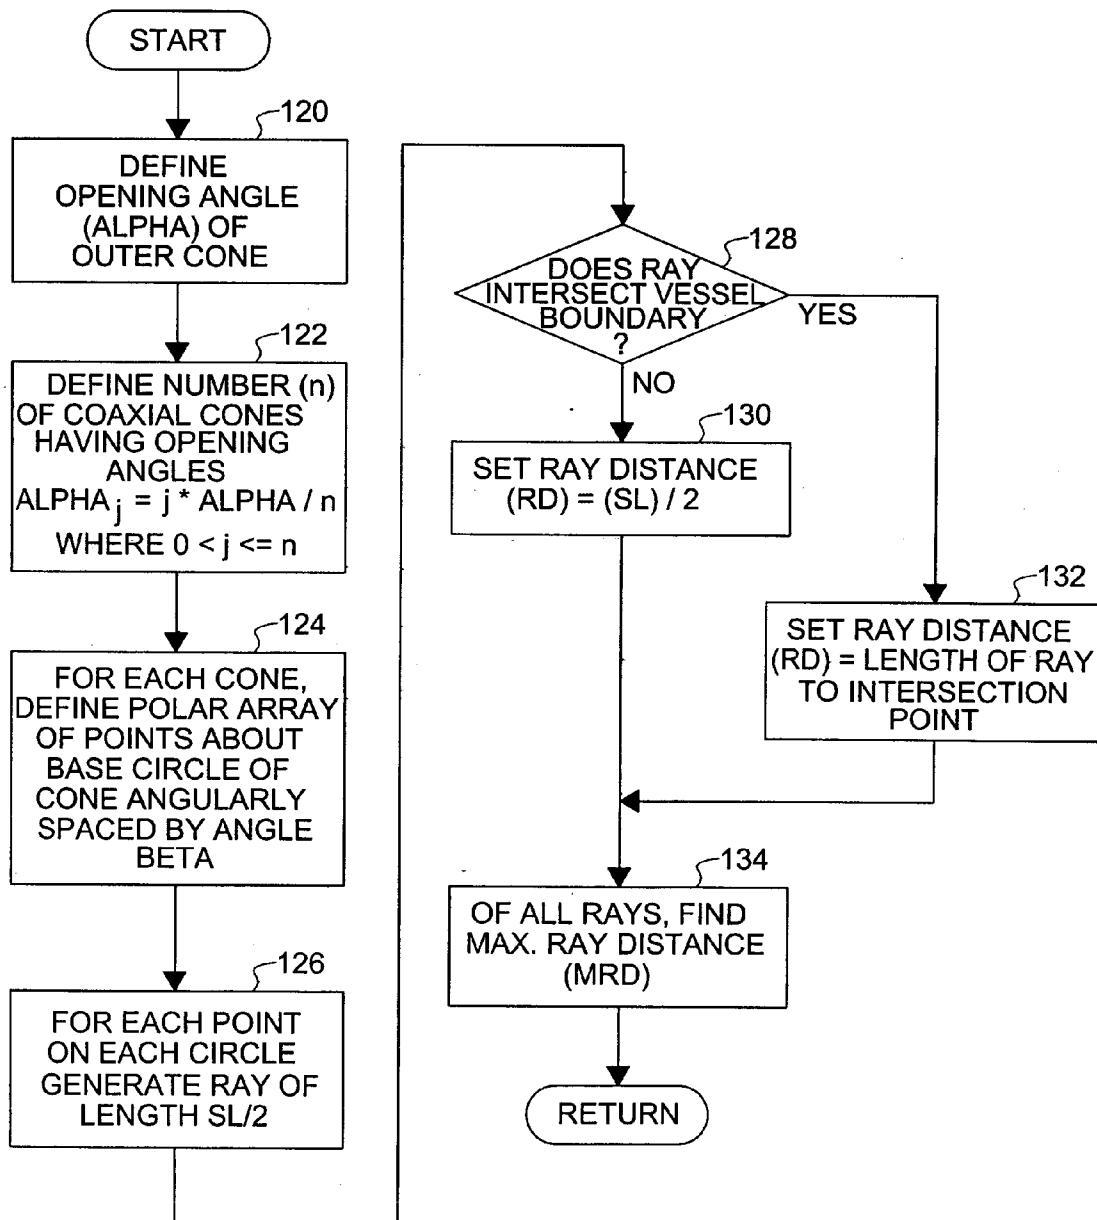 START
120
DEFINE
OPENING ANGLE
(ALPHA) OF
OUTER CONE
122
DEFINE NUMBER (n)
OF COAXIAL CONES
HAVING OPENING
ANGLES
ALPHA j = j * ALPHA / n
WHERE 0 < j <= n
124
FOR EACH CONE,
DEFINE POLAR ARRAY
OF POINTS ABOUT
BASE CIRCLE OF
CONE ANGULARLY
SPACED BY ANGLE
BETA
126
FOR EACH POINT
ON EACH CIRCLE
GENERATE RAY OF
LENGTH SL/2
128
DOES RAY
INTERSECT VESSEL
BOUNDARY
?
YES
NO
130
SET RAY DISTANCE
(RD) = (SL) / 2
132
SET RAY DISTANCE
(RD) = LENGTH OF RAY
TO INTERSECTION
POINT
134
OF ALL RAYS, FIND
MAX. RAY DISTANCE
(MRD)
RETURN